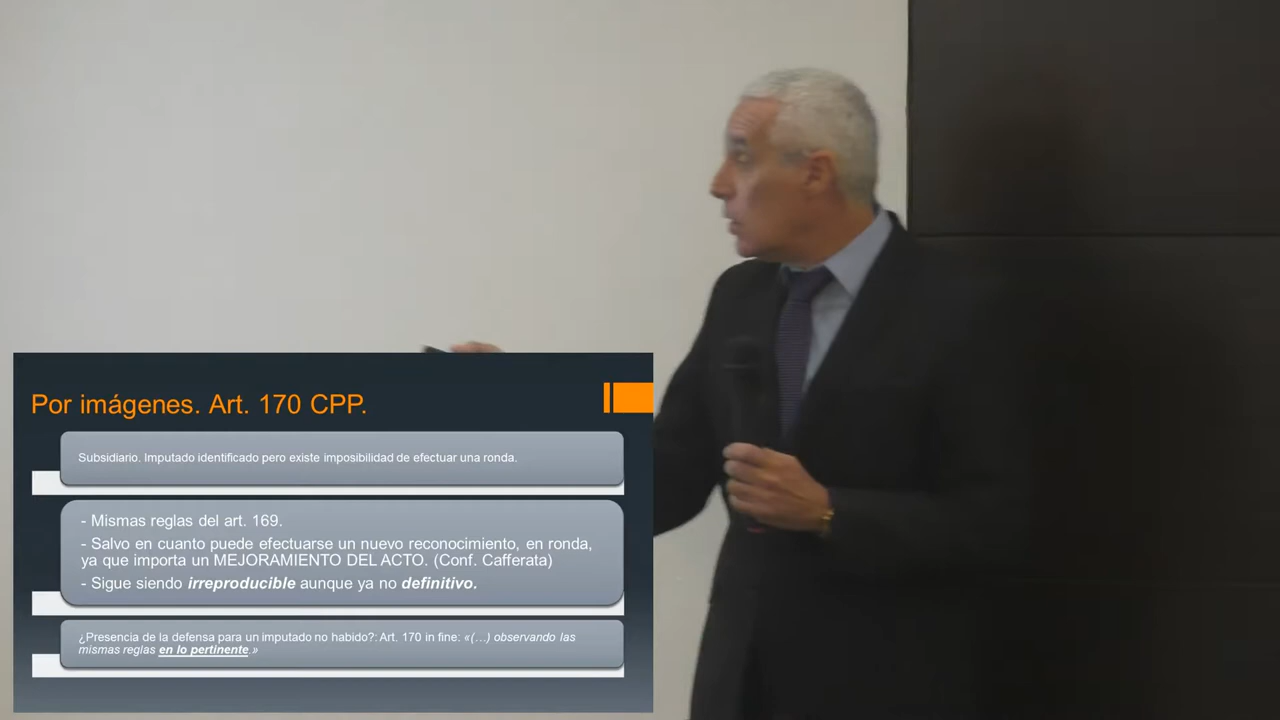 Por imágenes. Art. 170 CPP.
Subsidiario. Imputado identificado pero existe imposibilidad de efectuar una ronda.
- Mismas reglas del art. 169.
- Salvo en cuanto puede efectuarse un nuevo reconocimiento, en ronda,
ya que importa un MEJORAMIENTO DEL ACTO. (Conf. Cafferata)
- Sigue siendo irreproducible aunque ya no definitivo.
¿Presencia de la defensa para un imputado no habido?: Art. 170 in fine: «(…) observando las
mismas reglas en lo pertinente.»